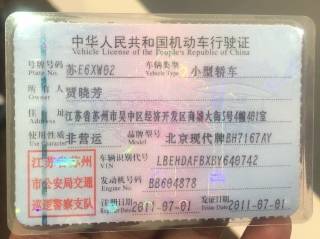 中华人民共和国机动车行驶证
Vehicle License of the People's Republic of China
号牌号码 苏E6XW02 车辆类型 小型轿车
Plate No. Vehicle Type
所有人 贾晓芳
Owner
住址 江苏省苏州市吴中区经济开发区商雄大街5号4幢401室
使用性质 非营运 品牌型号 北京现代牌BH7167AY
Use Character Model
江苏省苏州 车辆识别代号 LBEHDAFBXBY640742
VIN
市公安局交通 发动机号码 BB604878
Engine No.
巡逻警察支队 注册日期 2011-07-01 发证日期 2011-07-01
Register Date Issue Date